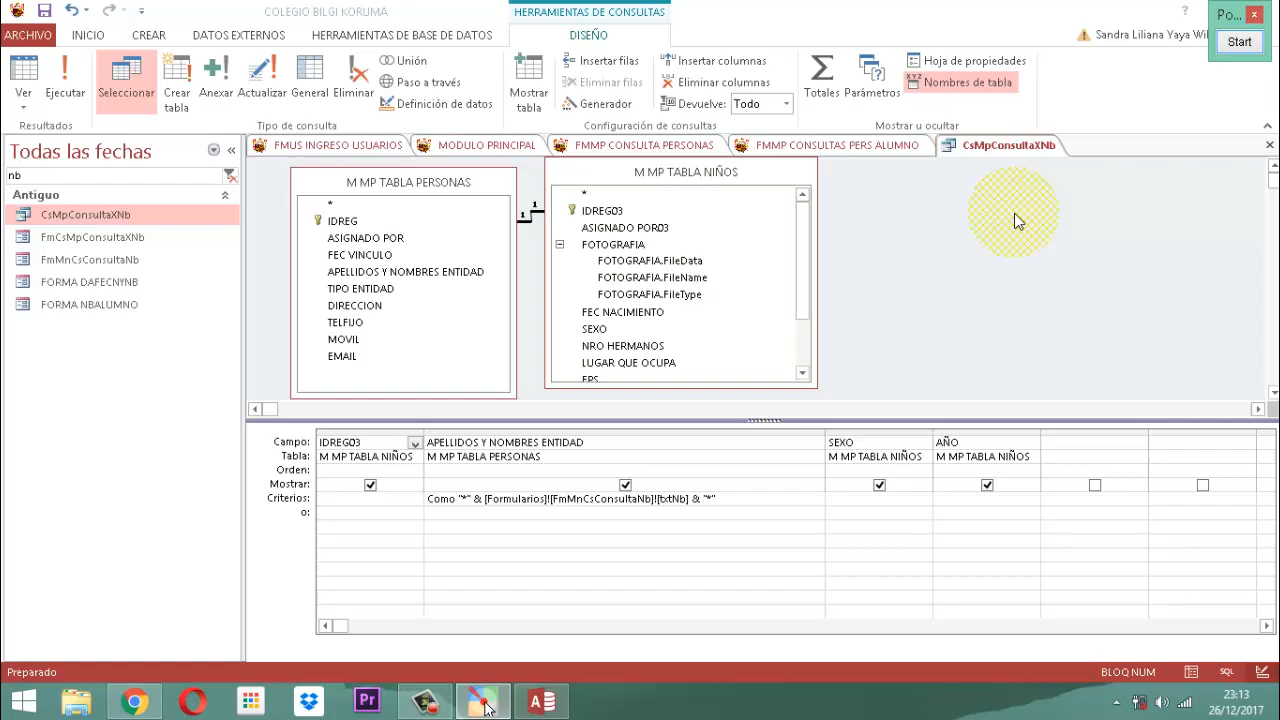 COLEGIO BILGI KORUMA
HERRAMIENTAS DE CONSULTAS
?
Po...
Start
ARCHIVO
INICIO
CREAR
DATOS EXTERNOS
HERRAMIENTAS DE BASE DE DATOS
DISEÑO
Sandra Liliana Yaya
Ver
Ejecutar
Seleccionar
Crear
tabla
Anexar
Actualizar
General
Eliminar
Unión
Paso a través
Definición de datos
Mostrar
tabla
Insertar filas
Eliminar filas
Generador
Insertar columnas
Eliminar columnas
Devuelve: Todo
Totales
Parámetros
Hoja de propiedades
Nombres de tabla
Resultados
Tipo de consulta
Configuración de consultas
Mostrar u ocultar
Todas las fechas
nb
Antiguo
CsMpConsultaXNb
FmCsMpConsultaXNb
FmMnCsConsultaNb
FORMA DAFECNYNB
FORMA NBALUMNO
FMUS INGRESO USUARIOS
MODULO PRINCIPAL
FMMP CONSULTA PERSONAS
FMMP CONSULTAS PERS ALUMNO
CsMpConsultaXNb
M MP TABLA PERSONAS
*
IDREG
ASIGNADO POR
FEC VINCULO
APELLIDOS Y NOMBRES ENTIDAD
TIPO ENTIDAD
DIRECCION
TELFIJO
MOVIL
EMAIL
1 1
M MP TABLA NIÑOS
*
IDREG03
ASIGNADO POR03
FOTOGRAFIA
FOTOGRAFIA.FileData
FOTOGRAFIA.FileName
FOTOGRAFIA.FileType
FEC NACIMIENTO
SEXO
NRO HERMANOS
LUGAR QUE OCUPA
EPS
Campo: IDREG03 APELLIDOS Y NOMBRES ENTIDAD SEXO AÑO
Tabla: M MP TABLA NIÑOS M MP TABLA PERSONAS M MP TABLA NIÑOS M MP TABLA NIÑOS
Orden:
Mostrar:
Criterios: Como "*" & [Formularios]![FmMnCsConsultaNb]![txtNb] & "*"
o:
Preparado
BLOQ NUM
SQL
Pr
23:13
26/12/2017